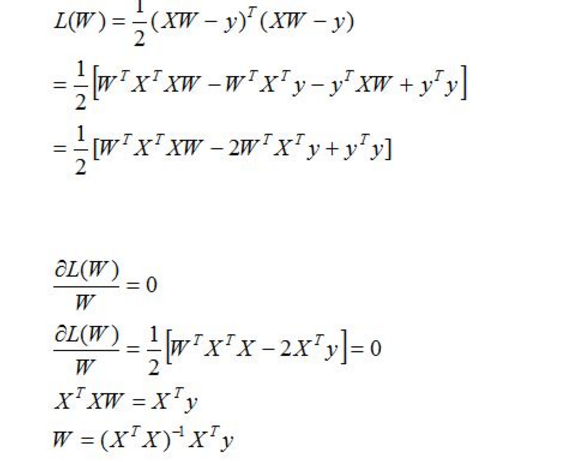 L(W) = 1/2 (XW − y)^T (XW − y)
= 1/2 [W^T X^T XW − W^T X^T y − y^T XW + y^T y]
= 1/2 [W^T X^T XW − 2W^T X^T y + y^T y]
∂L(W)/W = 0
∂L(W)/W = 1/2 [W^T X^T X − 2X^T y] = 0
X^T XW = X^T y
W = (X^T X)^-1 X^T y